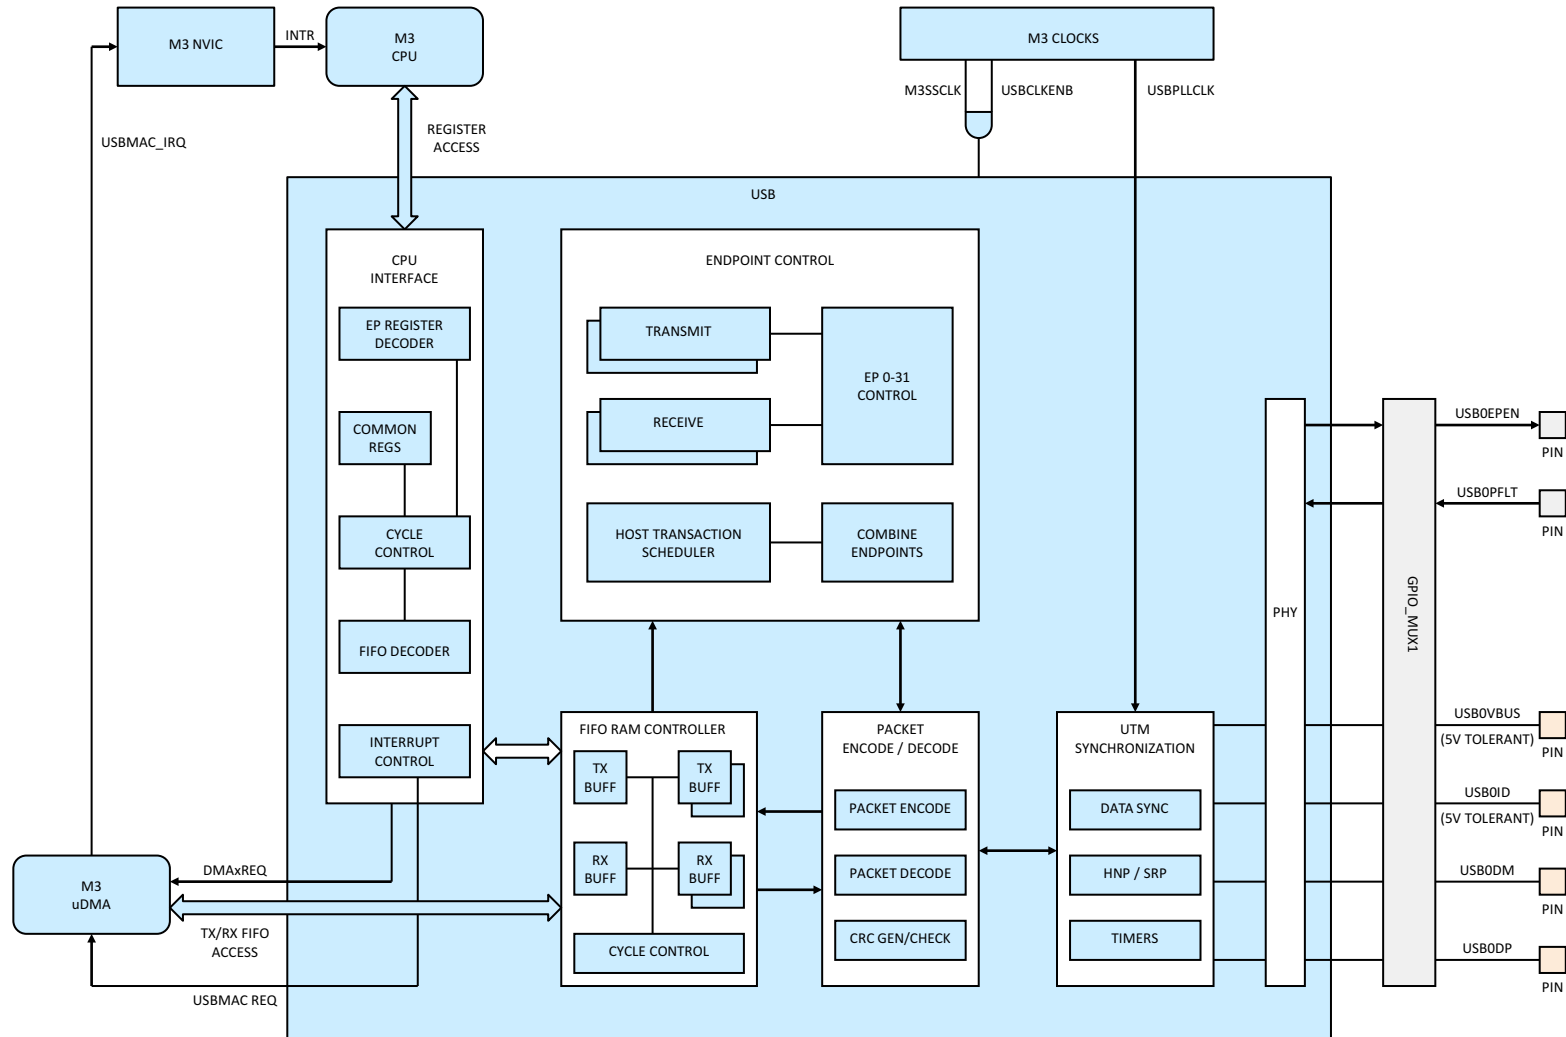 M3 NVIC
INTR
M3
CPU
M3 CLOCKS
M3SSCLK
USBCLKENB
USBPLLCLK
USBMAC_IRQ
REGISTER
ACCESS
USB
CPU
INTERFACE
EP REGISTER
DECODER
COMMON
REGS
CYCLE
CONTROL
FIFO DECODER
INTERRUPT
CONTROL
ENDPOINT CONTROL
TRANSMIT
RECEIVE
EP 0-31
CONTROL
HOST TRANSACTION
SCHEDULER
COMBINE
ENDPOINTS
FIFO RAM CONTROLLER
TX
BUFF
TX
BUFF
RX
BUFF
RX
BUFF
CYCLE CONTROL
PACKET
ENCODE / DECODE
PACKET ENCODE
PACKET DECODE
CRC GEN/CHECK
UTM
SYNCHRONIZATION
DATA SYNC
HNP / SRP
TIMERS
PHY
GPIO_MUX1
USB0EPEN
PIN
USB0PFLT
PIN
USB0VBUS
(5V TOLERANT)
PIN
USB0ID
(5V TOLERANT)
PIN
USB0DM
PIN
USB0DP
PIN
M3
uDMA
DMAxREQ
TX/RX FIFO
ACCESS
USBMAC REQ